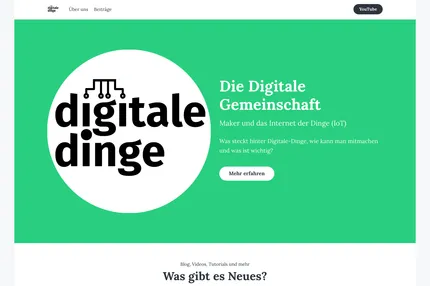 digitale
dinge
Über uns
Beiträge
YouTube
digitale
dinge
Die Digitale
Gemeinschaft
Maker und das Internet der Dinge (IoT)
Was steckt hinter Digitale-Dinge, wie kann man mitmachen
und was ist wichtig?
Mehr erfahren
Blog, Videos, Tutorials und mehr
Was gibt es Neues?